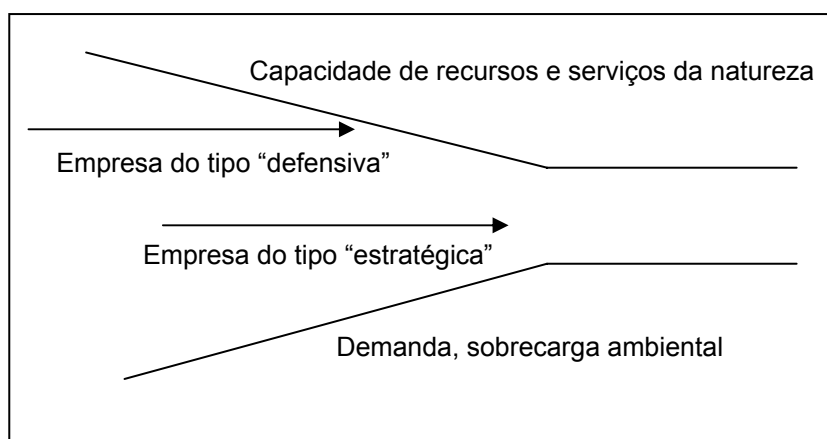 Capacidade de recursos e serviços da natureza
Empresa do tipo “defensiva”
Empresa do tipo “estratégica”
Demanda, sobrecarga ambiental